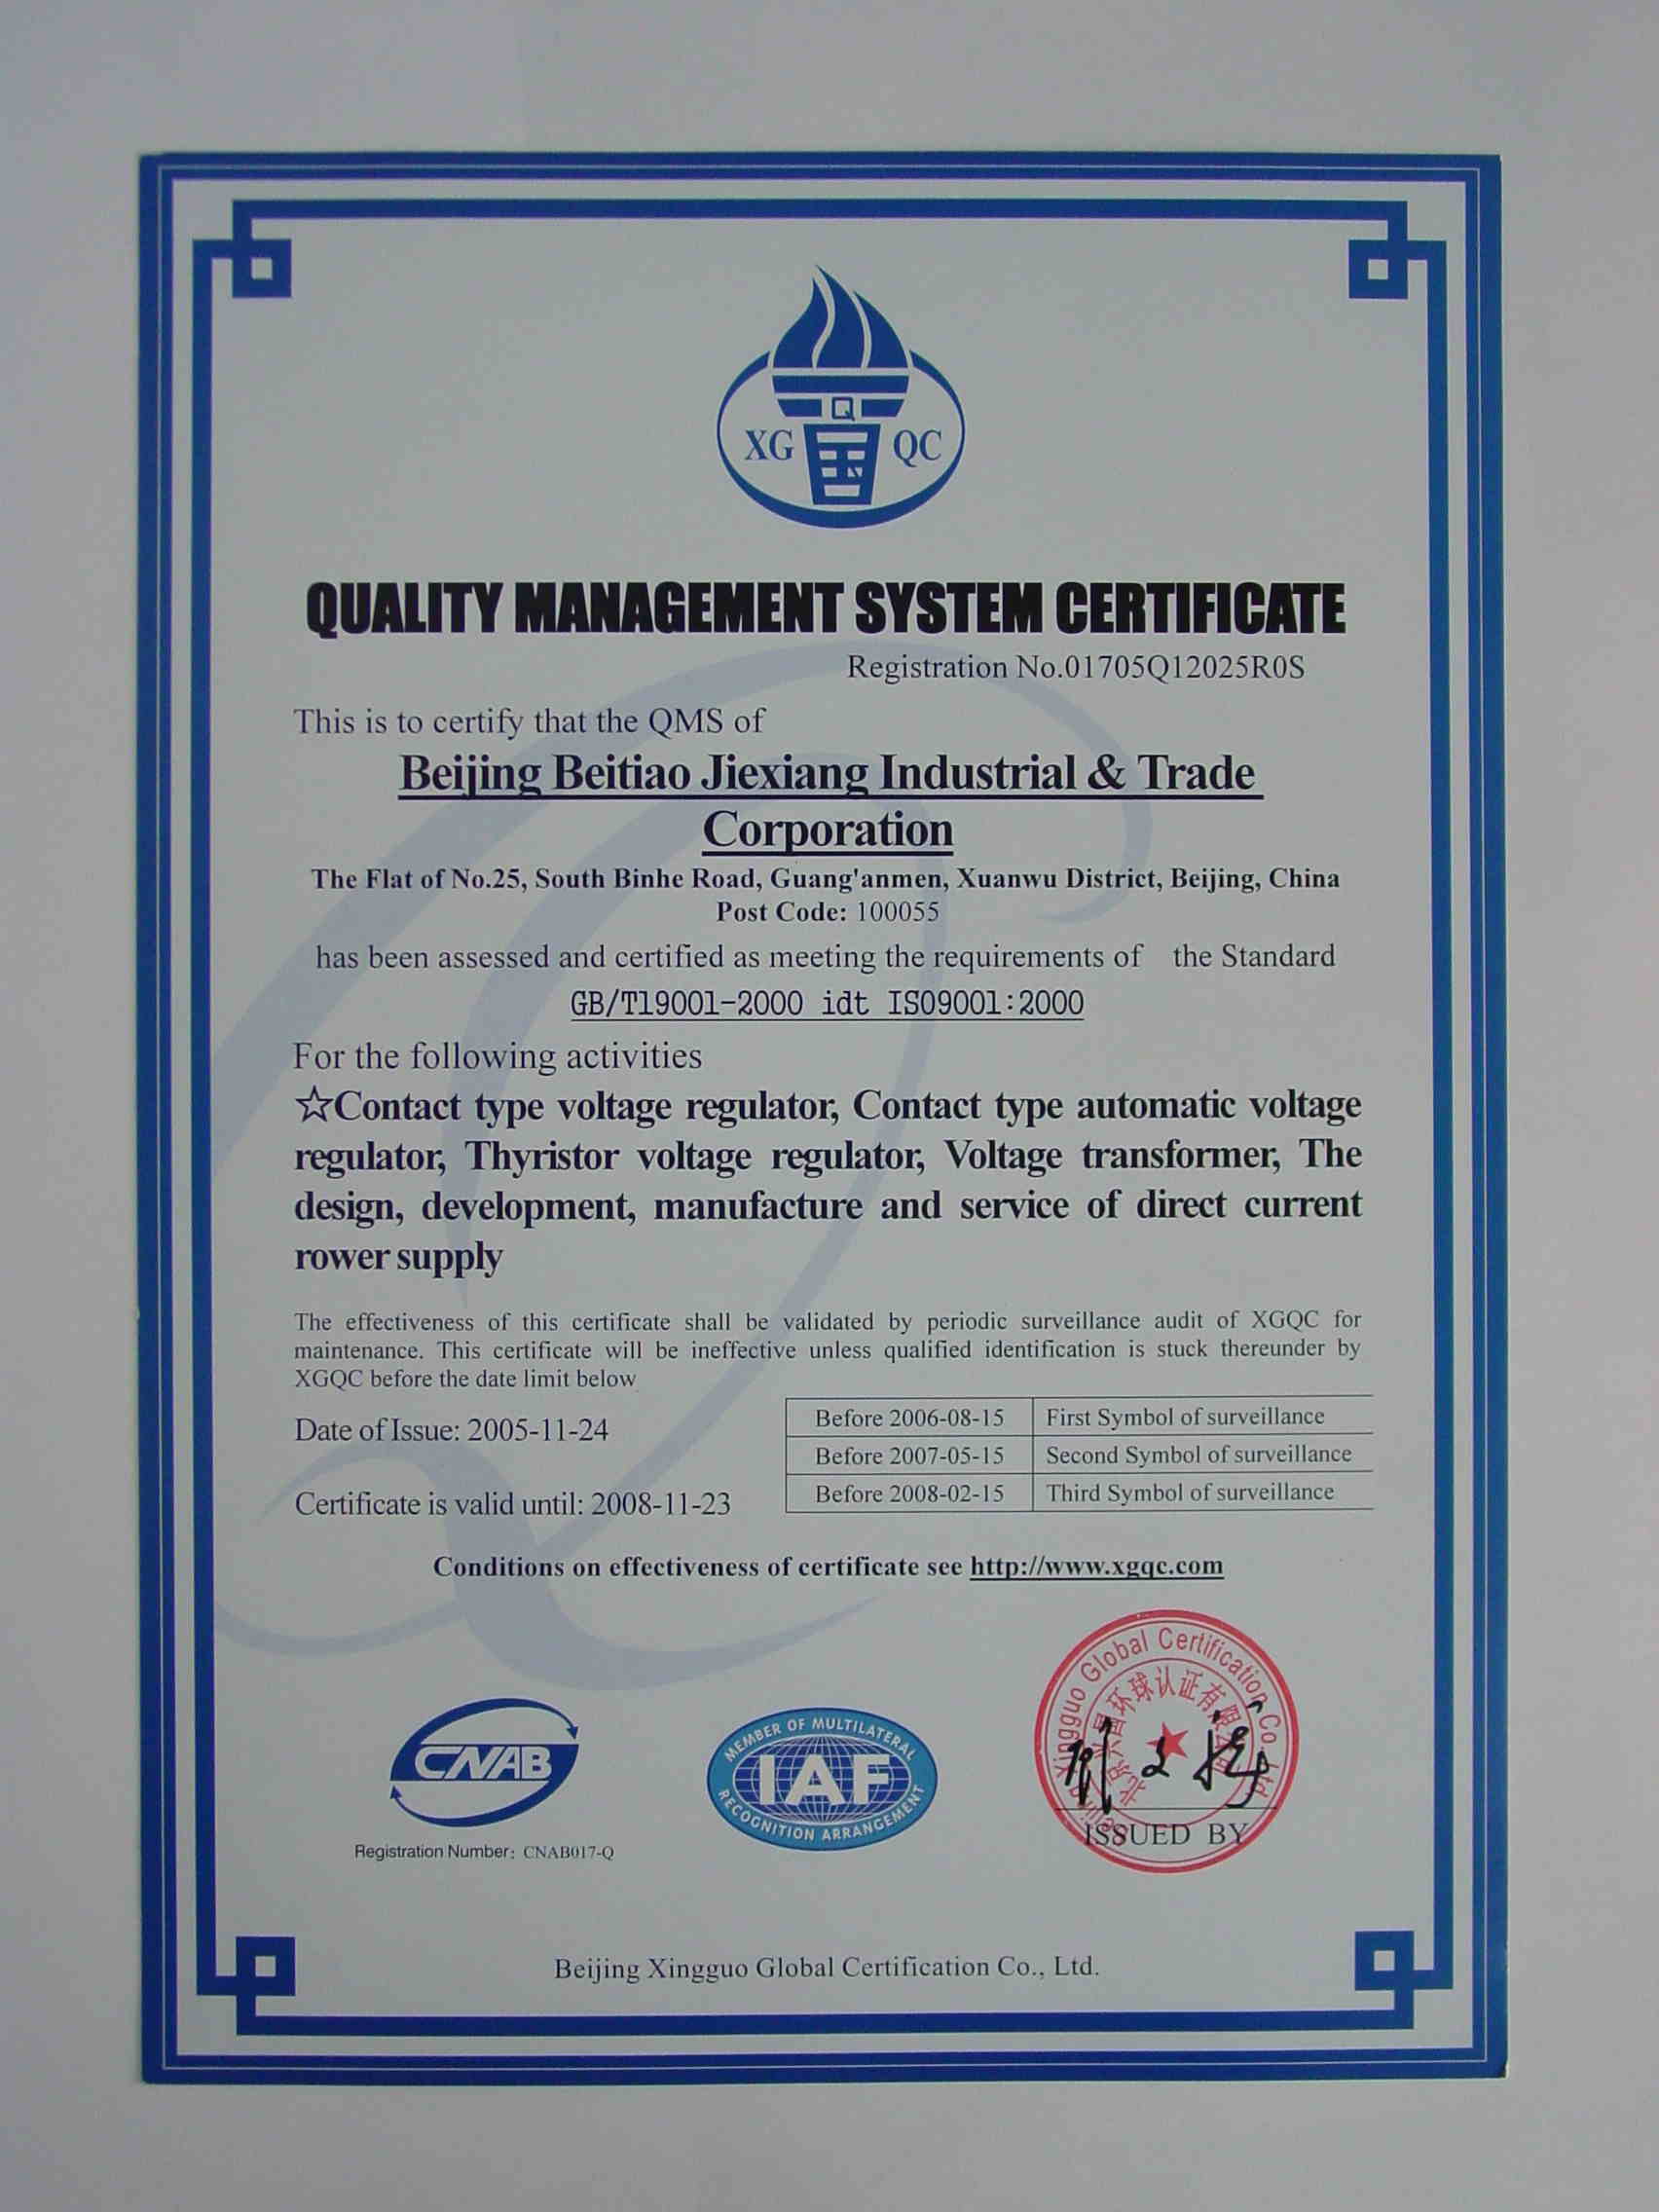 XG QC
Q
QUALITY MANAGEMENT SYSTEM CERTIFICATE
Registration No.01705Q12025R0S
This is to certify that the QMS of
Beijing Beitiao Jiexiang Industrial & Trade
Corporation
The Flat of No.25, South Binhe Road, Guang'anmen, Xuanwu District, Beijing, China
Post Code: 100055
has been assessed and certified as meeting the requirements of the Standard
GB/T19001-2000 idt ISO9001:2000
For the following activities
☆Contact type voltage regulator, Contact type automatic voltage
regulator, Thyristor voltage regulator, Voltage transformer, The
design, development, manufacture and service of direct current
rower supply
The effectiveness of this certificate shall be validated by periodic surveillance audit of XGQC for
maintenance. This certificate will be ineffective unless qualified identification is stuck thereunder by
XGQC before the date limit below
Date of Issue: 2005-11-24
Certificate is valid until: 2008-11-23
Before 2006-08-15 First Symbol of surveillance
Before 2007-05-15 Second Symbol of surveillance
Before 2008-02-15 Third Symbol of surveillance
Conditions on effectiveness of certificate see http://www.xgqc.com
CNAB
Registration Number: CNAB017-Q
MEMBER OF MULTILATERAL
IAF
RECOGNITION ARRANGEMENT
Beijing Xingguo Global Certification Co., Ltd.
环球认证有限公司
ISSUED BY
Beijing Xingguo Global Certification Co., Ltd.